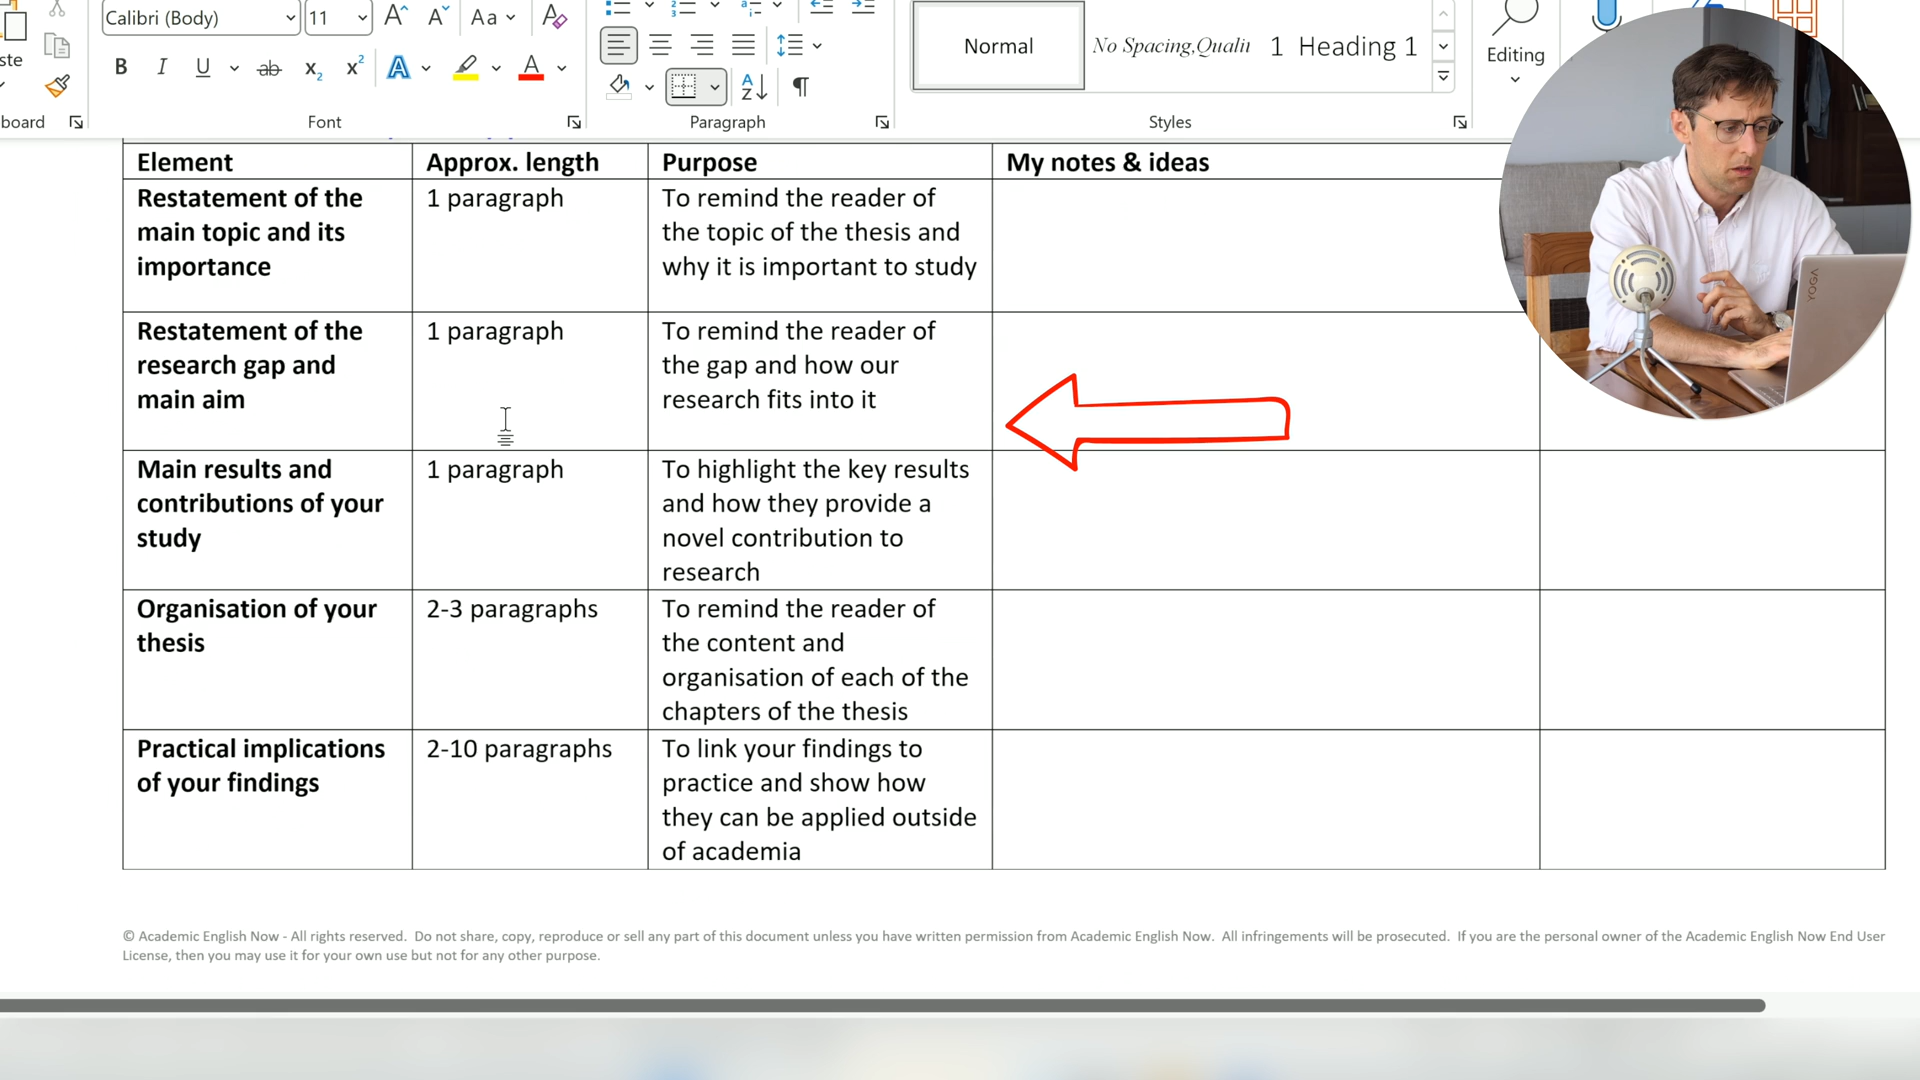 Calibri (Body)
11
Aa
Normal
No Spacing,Qualit
1 Heading 1
Editing
Font
Paragraph
Styles
Element
Approx. length
Purpose
My notes & ideas
Restatement of the
main topic and its
importance
1 paragraph
To remind the reader of
the topic of the thesis and
why it is important to study
Restatement of the
research gap and
main aim
1 paragraph
To remind the reader of
the gap and how our
research fits into it
Main results and
contributions of your
study
1 paragraph
To highlight the key results
and how they provide a
novel contribution to
research
Organisation of your
thesis
2-3 paragraphs
To remind the reader of
the content and
organisation of each of the
chapters of the thesis
Practical implications
of your findings
2-10 paragraphs
To link your findings to
practice and show how
they can be applied outside
of academia
© Academic English Now - All rights reserved. Do not share, copy, reproduce or sell any part of this document unless you have written permission from Academic English Now. All infringements will be prosecuted. If you are the personal owner of the Academic English Now End User
License, then you may use it for your own use but not for any other purpose.
YOGA